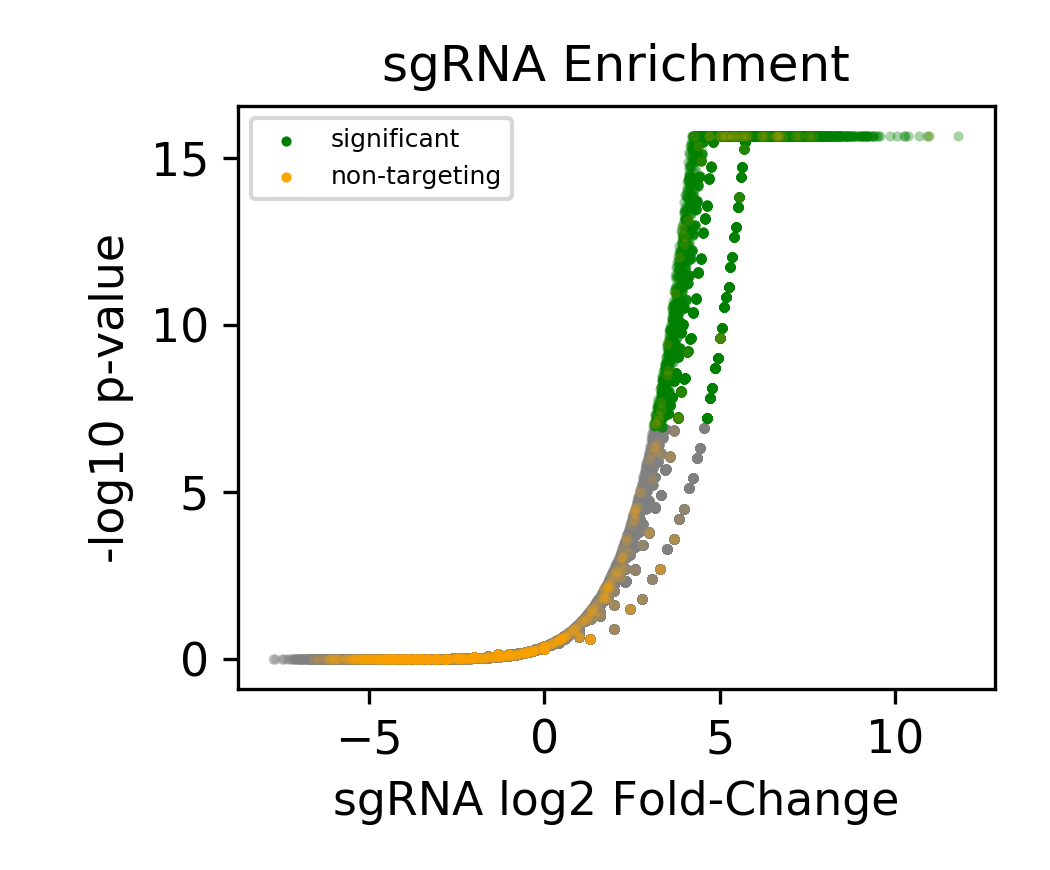 sgRNA Enrichment
significant
non-targeting
-log10 p-value
15
10
5
0
−5 0 5 10
sgRNA log2 Fold-Change